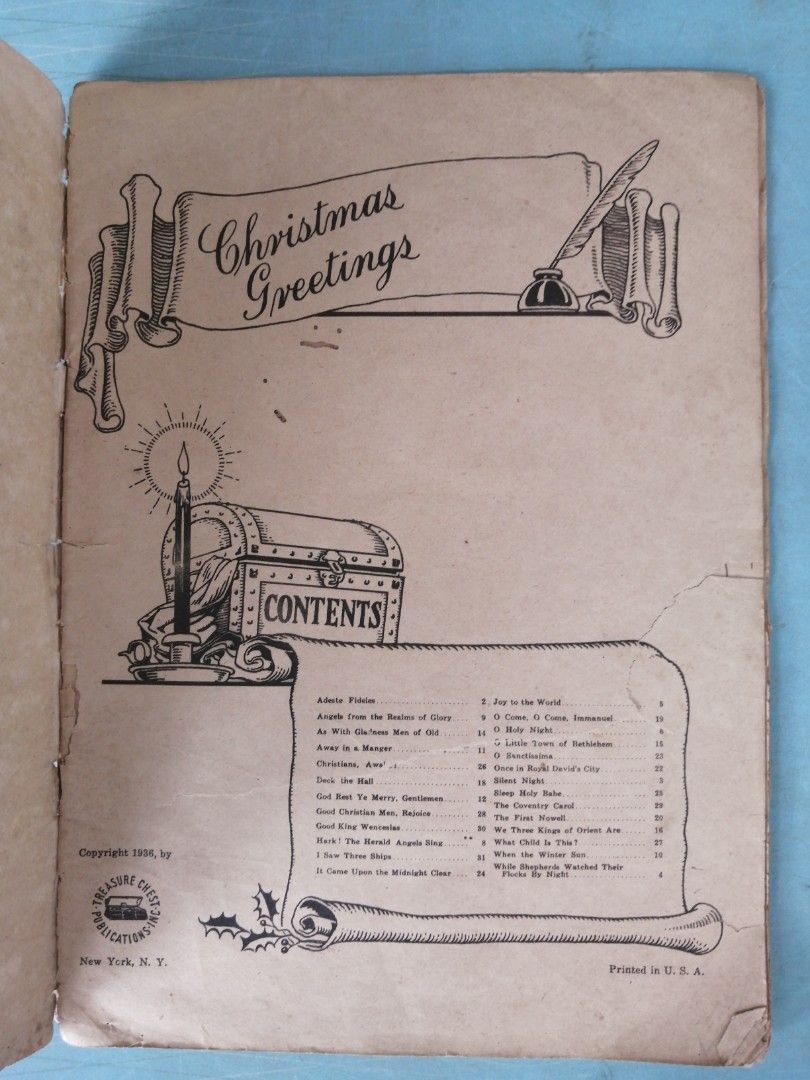 Christmas
Greetings
CONTENTS
Adeste Fideles 2
Angels from the Realms of Glory 9
As With Gladness Men of Old 14
Away in a Manger 11
Christians, 26
Deck the Hall 18
God Rest Ye Merry, Gentlemen 12
Good Christian Men, Rejoice 28
Good King Wenceslas 30
Hark! The Herald Angels Sing 8
I Saw Three Ships 31
It Came Upon the Midnight Clear 24
Joy to the World 5
O Come, O Come, Immanuel 19
O Holy Night 6
O Little Town of Bethlehem 15
O Sanctissima 23
Once in Royal David's City 22
Silent Night 3
Sleep Holy Babe 25
The Coventry Carol 29
The First Nowell 20
We Three Kings of Orient Are 16
What Child Is This? 27
When the Winter Sun 10
While Shepherds Watched Their
Flocks By Night 4
Copyright 1936, by
TREASURE CHEST
PUBLICATIONS, INC.
New York, N. Y.
Printed in U. S. A.